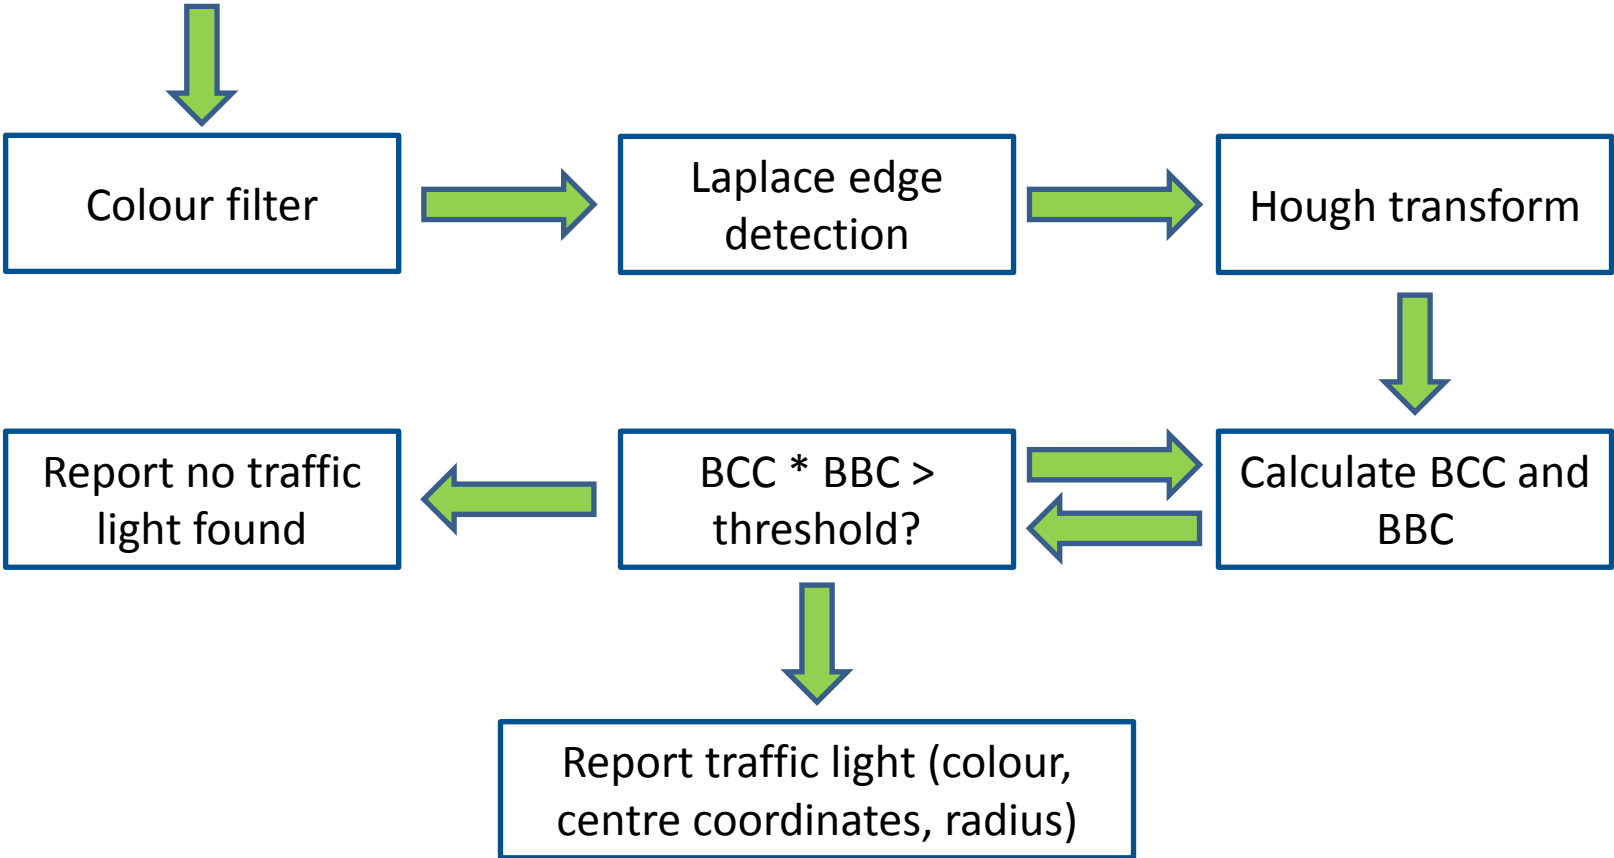 Colour filter
Laplace edge
detection
Hough transform
Report no traffic
light found
BCC * BBC >
threshold?
Calculate BCC and
BBC
Report traffic light (colour,
centre coordinates, radius)